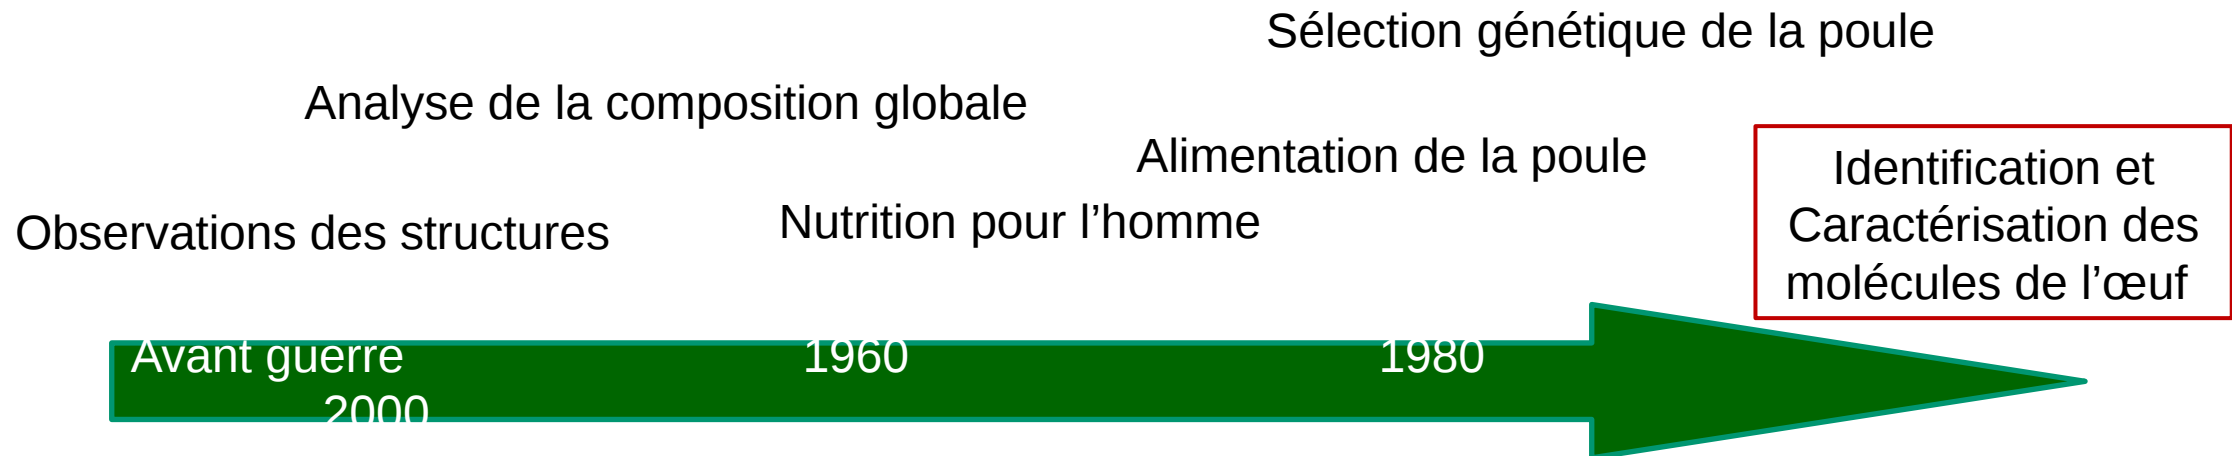 Sélection génétique de la poule
Analyse de la composition globale
Alimentation de la poule
Identification et
Caractérisation des
molécules de l’œuf
Observations des structures
Nutrition pour l’homme
Avant guerre 1960 1980
2000